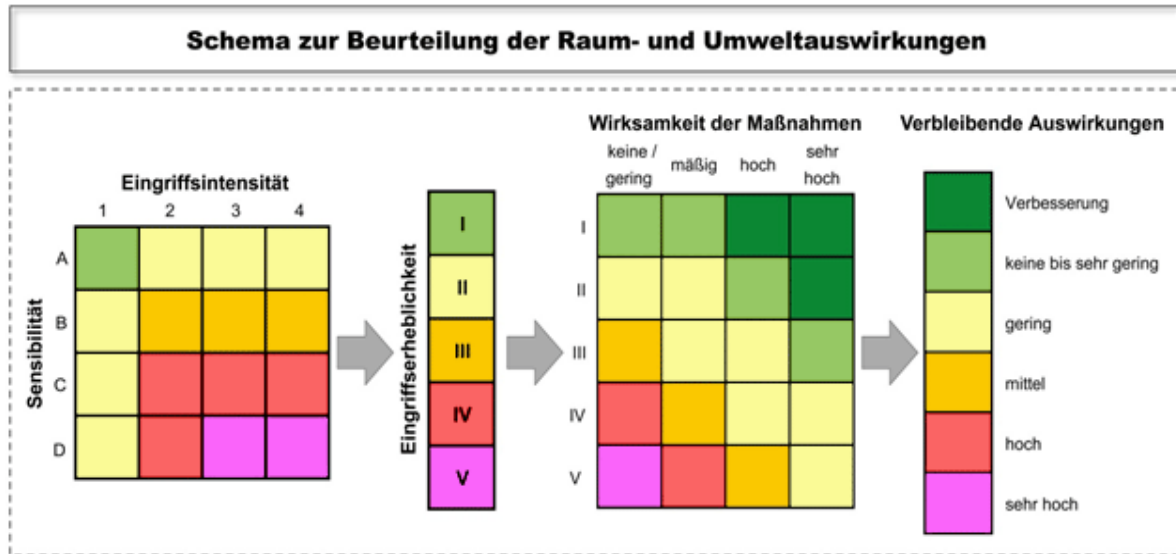 Schema zur Beurteilung der Raum- und Umweltauswirkungen
Eingriffsintensität
1 2 3 4
Sensibilität
A
B
C
D
Eingriffserheblichkeit
I
II
III
IV
V
Wirksamkeit der Maßnahmen
keine / gering
mäßig
hoch
sehr hoch
I
II
III
IV
V
Verbleibende Auswirkungen
Verbesserung
keine bis sehr gering
gering
mittel
hoch
sehr hoch